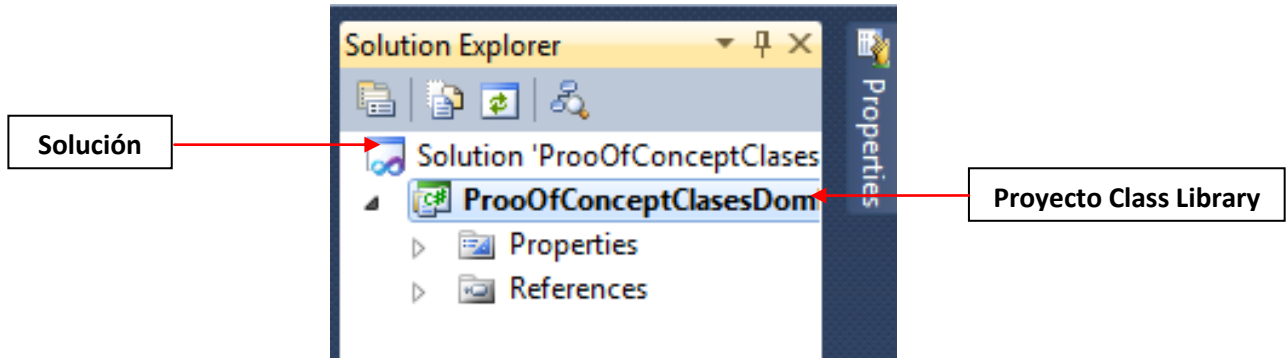 Solution Explorer
Properties
Solución
Solution 'ProoOfConceptClases
C#
ProoOfConceptClasesDom
Proyecto Class Library
Properties
References